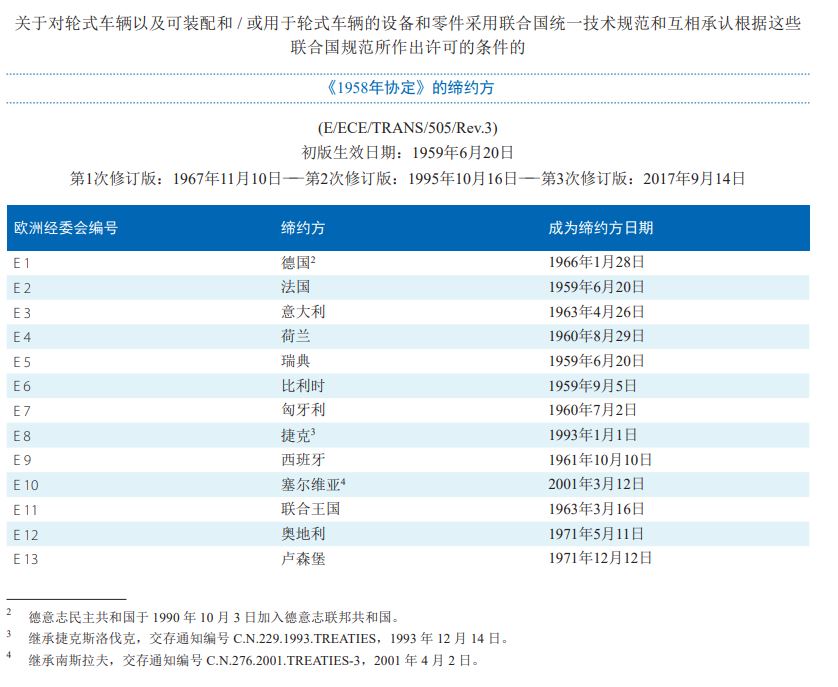 关于对轮式车辆以及可装配和 / 或用于轮式车辆的设备和零件采用联合国统一技术规范和互相承认根据这些
联合国规范所作出许可的条件的
《1958年协定》的缔约方
(E/ECE/TRANS/505/Rev.3)
初版生效日期：1959年6月20日
第1次修订版：1967年11月10日——第2次修订版：1995年10月16日——第3次修订版：2017年9月14日
欧洲经委会编号 缔约方 成为缔约方日期
E 1 德国2 1966年1月28日
E 2 法国 1959年6月20日
E 3 意大利 1963年4月26日
E 4 荷兰 1960年8月29日
E 5 瑞典 1959年6月20日
E 6 比利时 1959年9月5日
E 7 匈牙利 1960年7月2日
E 8 捷克3 1993年1月1日
E 9 西班牙 1961年10月10日
E 10 塞尔维亚4 2001年3月12日
E 11 联合王国 1963年3月16日
E 12 奥地利 1971年5月11日
E 13 卢森堡 1971年12月12日
2 德意志民主共和国于 1990 年 10 月 3 日加入德意志联邦共和国。
3 继承捷克斯洛伐克，交存通知编号 C.N.229.1993.TREATIES，1993 年 12 月 14 日。
4 继承南斯拉夫，交存通知编号 C.N.276.2001.TREATIES-3，2001 年 4 月 2 日。